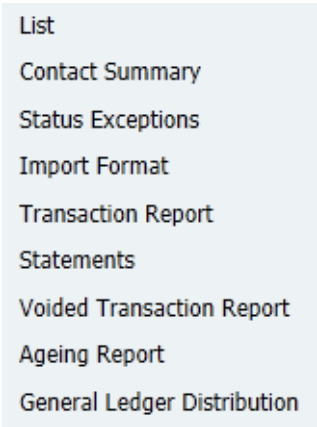 List
Contact Summary
Status Exceptions
Import Format
Transaction Report
Statements
Voided Transaction Report
Ageing Report
General Ledger Distribution